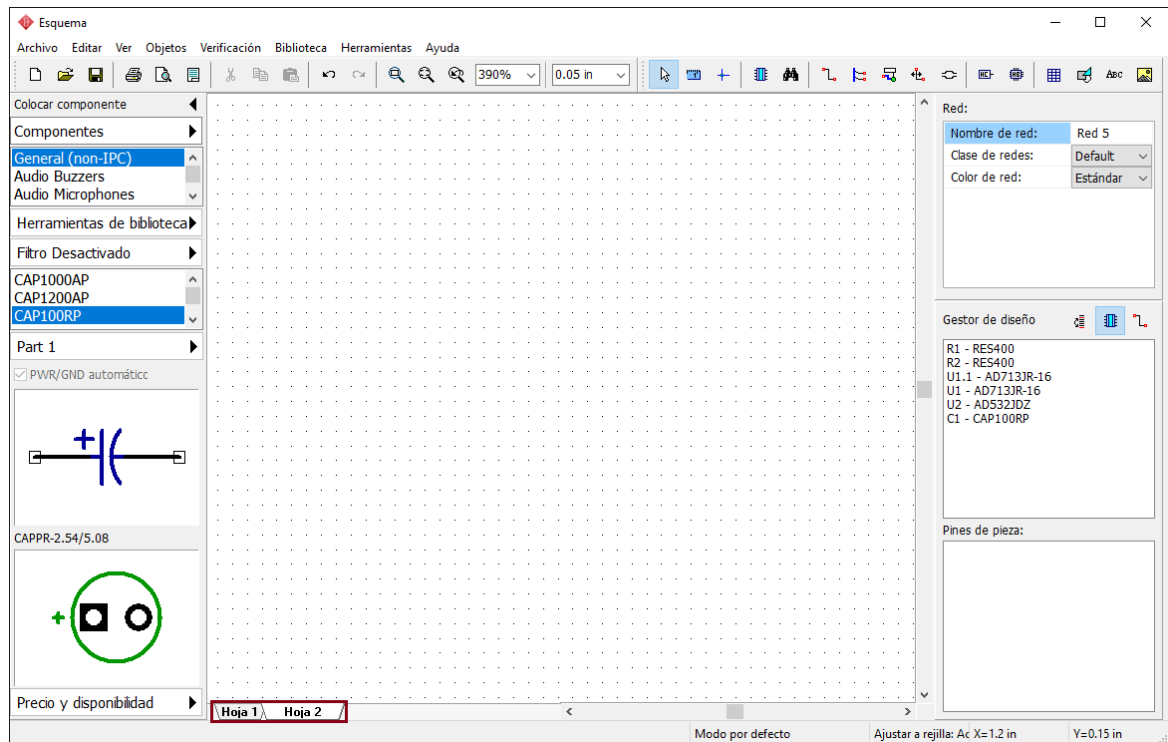 Esquema
Archivo Editar Ver Objetos Verificación Biblioteca Herramientas Ayuda
390% 0.05 in ABC
Colocar componente
Componentes
General (non-IPC)
Audio Buzzers
Audio Microphones
Herramientas de biblioteca
Filtro Desactivado
CAP1000AP
CAP1200AP
CAP100RP
Part 1
PWR/GND automáticc
CAPPR-2.54/5.08
Precio y disponibilidad
Hoja 1 Hoja 2
Red:
Nombre de red: Red 5
Clase de redes: Default
Color de red: Estándar
Gestor de diseño
R1 - RES400
R2 - RES400
U1.1 - AD713JR-16
U1 - AD713JR-16
U2 - AD532JDZ
C1 - CAP100RP
Pines de pieza:
Modo por defecto Ajustar a rejilla: Ac X=1.2 in Y=0.15 in